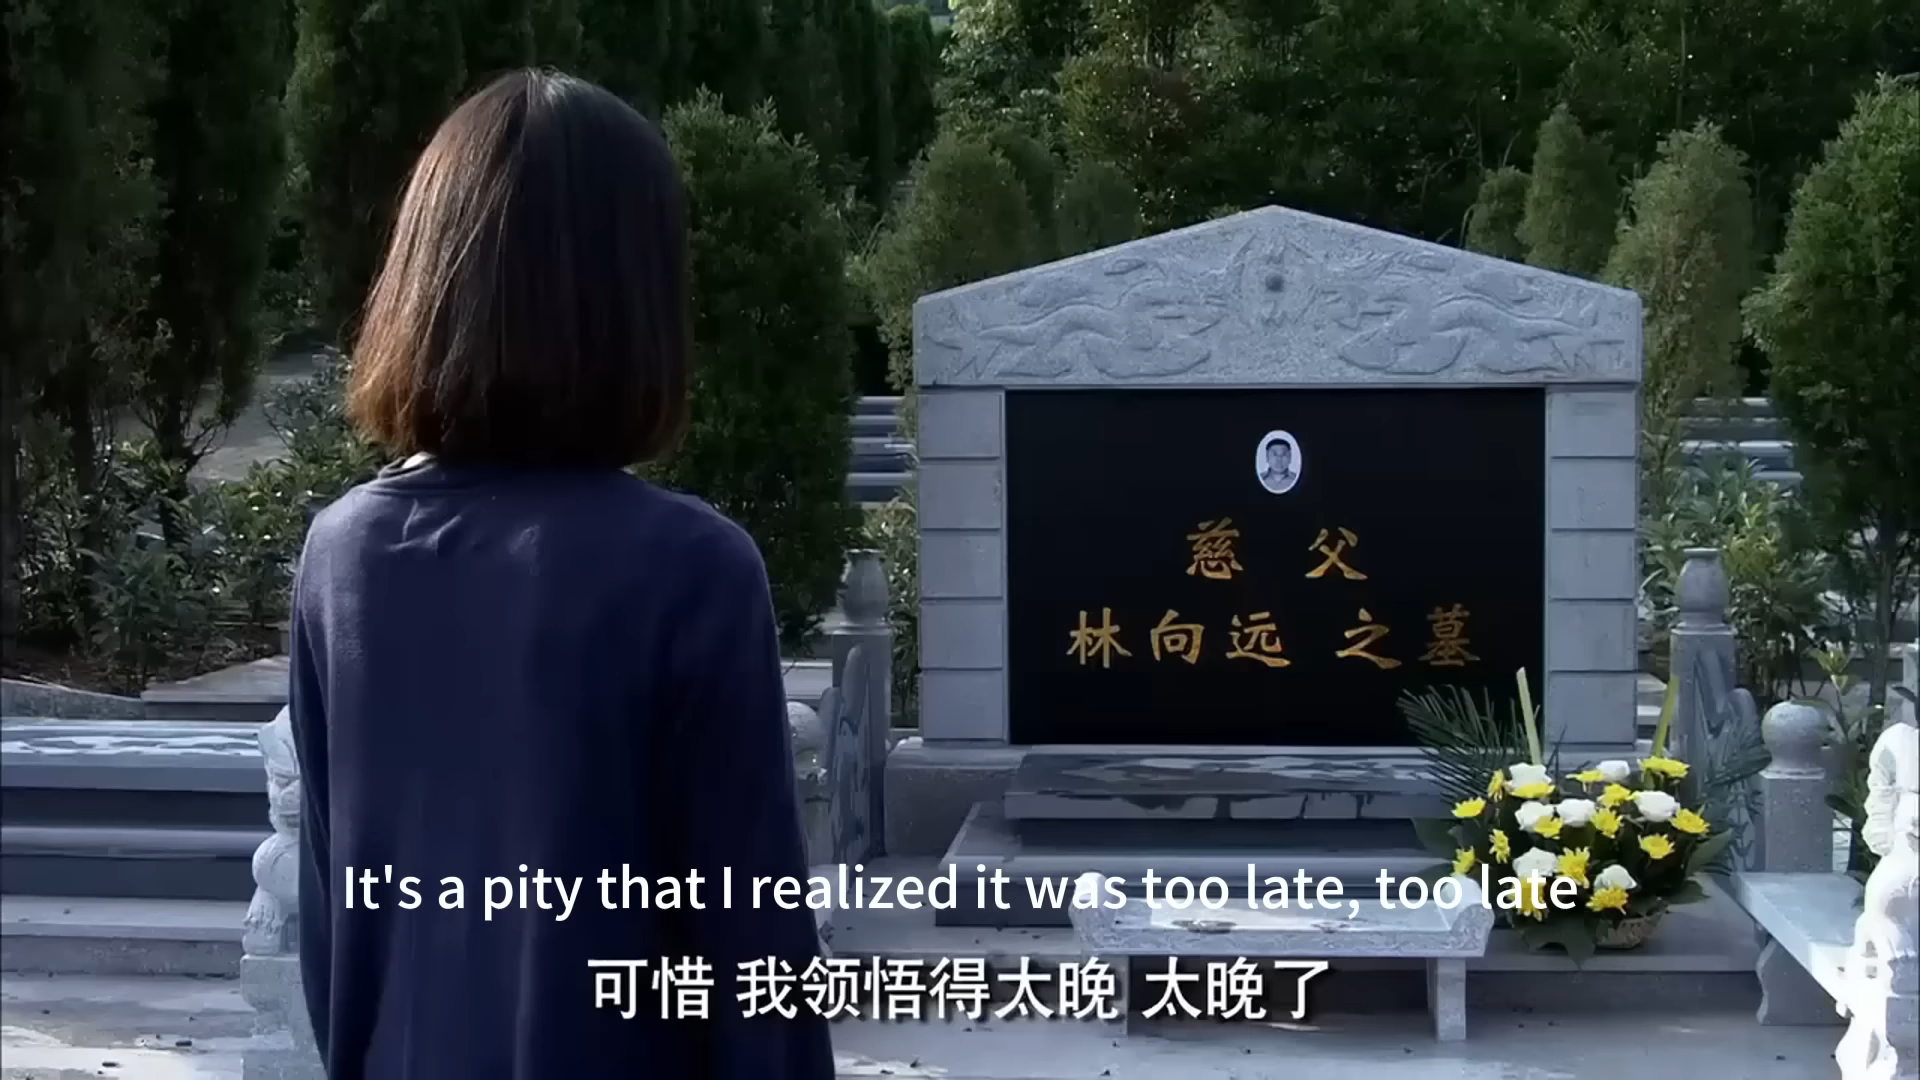 慈父
林向远 之墓
It's a pity that I realized it was too late, too late
可惜 我领悟得太晚 太晚了